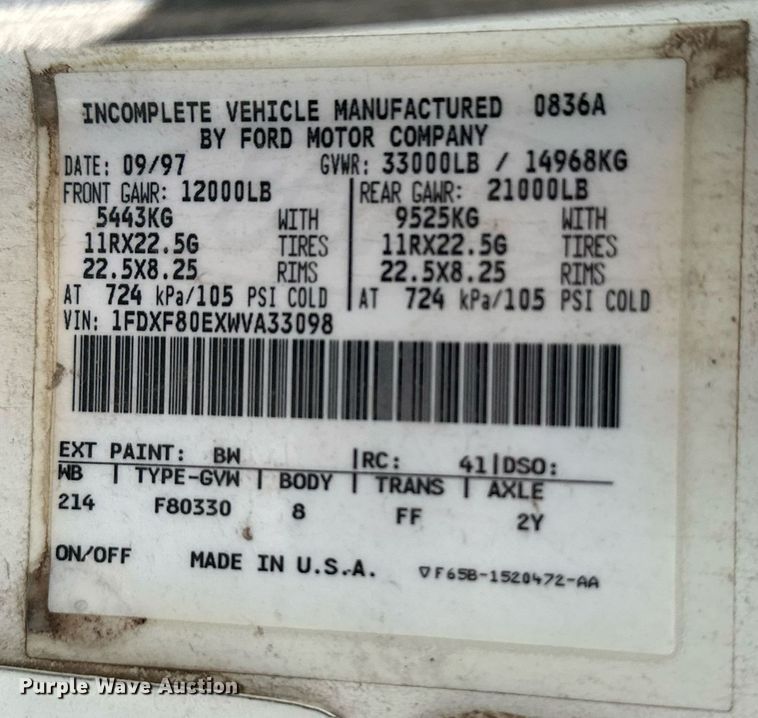 INCOMPLETE VEHICLE MANUFACTURED 0836A
BY FORD MOTOR COMPANY
DATE: 09/97 GVWR: 33000LB / 14968KG
FRONT GAWR: 12000LB REAR GAWR: 21000LB
5443KG WITH 9525KG WITH
11RX22.5G TIRES 11RX22.5G TIRES
22.5X8.25 RIMS 22.5X8.25 RIMS
AT 724 kPa/105 PSI COLD AT 724 kPa/105 PSI COLD
VIN: 1FDXF80EXWVA33098
EXT PAINT: BW |RC: 41|DSO:
WB | TYPE-GVW | BODY | TRANS | AXLE
214 F80330 8 FF 2Y
ON/OFF MADE IN U.S.A. ▽F65B-1520472-AA
Purple Wave Auction